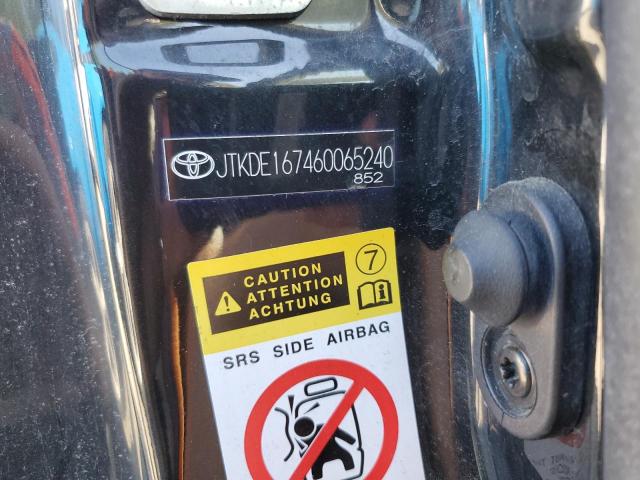 JTKDE167460065240
852
CAUTION
7
ATTENTION
ACHTUNG
SRS SIDE AIRBAG